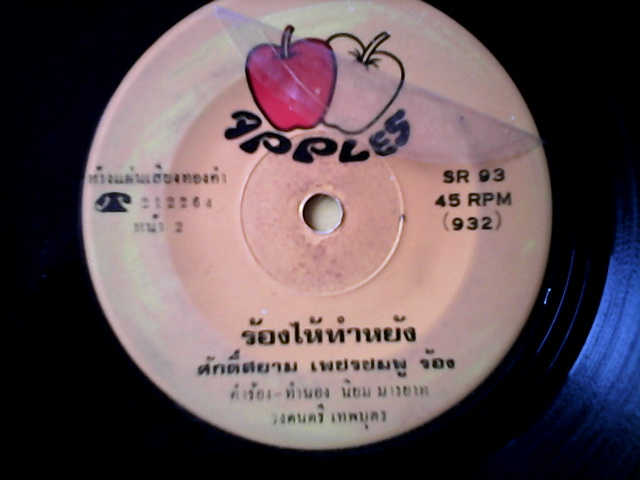 APPLES
ห้างแผ่นเสียงทองคำ
☎ 212264
หน้า 2
SR 93
45 RPM
(932)
ร้องไห้ทำหยัง
ศักดิ์สยาม เพชรชมพู ร้อง
คำร้อง-ทำนอง นิยม มารยาท
วงดนตรี เทพบุตร